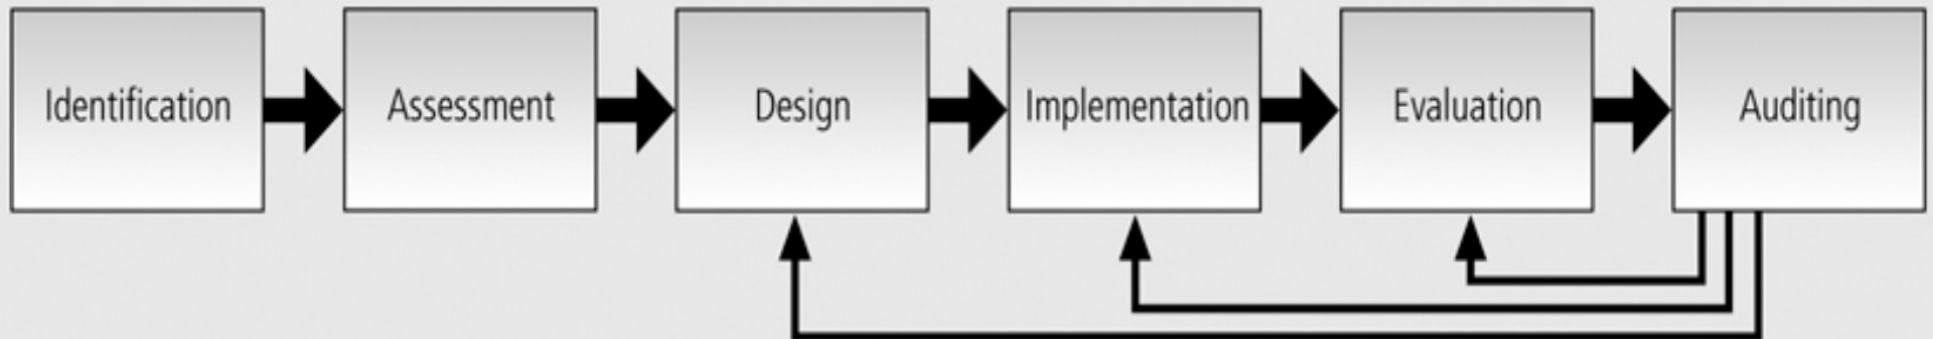 Identification
Assessment
Design
Implementation
Evaluation
Auditing